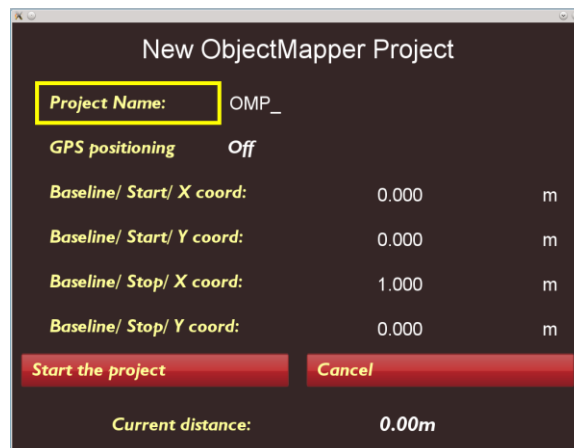 New ObjectMapper Project
Project Name: OMP_
GPS positioning Off
Baseline/ Start/ X coord: 0.000 m
Baseline/ Start/ Y coord: 0.000 m
Baseline/ Stop/ X coord: 1.000 m
Baseline/ Stop/ Y coord: 0.000 m
Start the project Cancel
Current distance: 0.00m